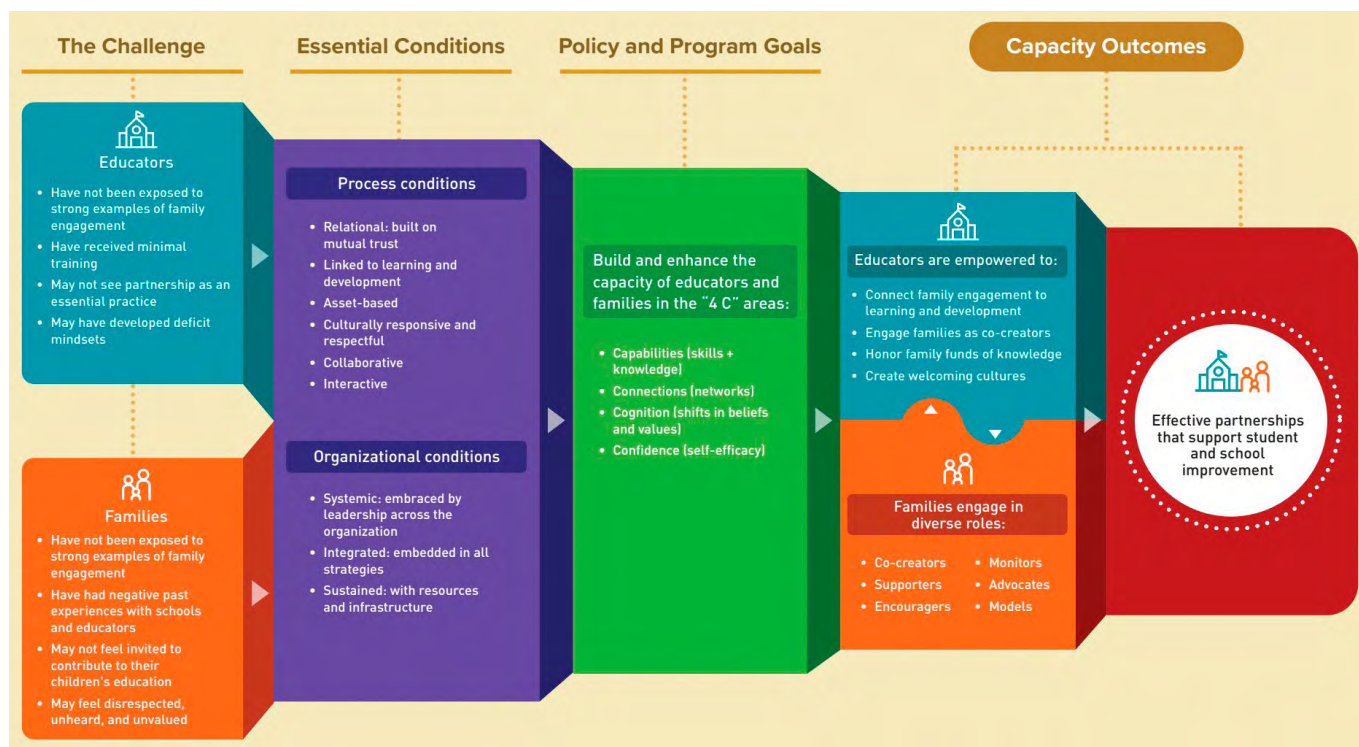 The Challenge
Essential Conditions
Policy and Program Goals
Capacity Outcomes
Educators
• Have not been exposed to
strong examples of family
engagement
• Have received minimal
training
• May not see partnership as an
essential practice
• May have developed deficit
mindsets
Families
• Have not been exposed to
strong examples of family
engagement
• Have had negative past
experiences with schools
and educators
• May not feel invited to
contribute to their
children's education
• May feel disrespected,
unheard, and unvalued
Process conditions
• Relational: built on
mutual trust
• Linked to learning and
development
• Asset-based
• Culturally responsive and
respectful
• Collaborative
• Interactive
Organizational conditions
• Systemic: embraced by
leadership across the
organization
• Integrated: embedded in all
strategies
• Sustained: with resources
and infrastructure
Build and enhance the
capacity of educators and
families in the "4 C" areas:
• Capabilities (skills +
knowledge)
• Connections (networks)
• Cognition (shifts in beliefs
and values)
• Confidence (self-efficacy)
Educators are empowered to:
• Connect family engagement to
learning and development
• Engage families as co-creators
• Honor family funds of knowledge
• Create welcoming cultures
Families engage in
diverse roles:
• Co-creators
• Supporters
• Encouragers
• Monitors
• Advocates
• Models
Effective partnerships
that support student
and school
improvement